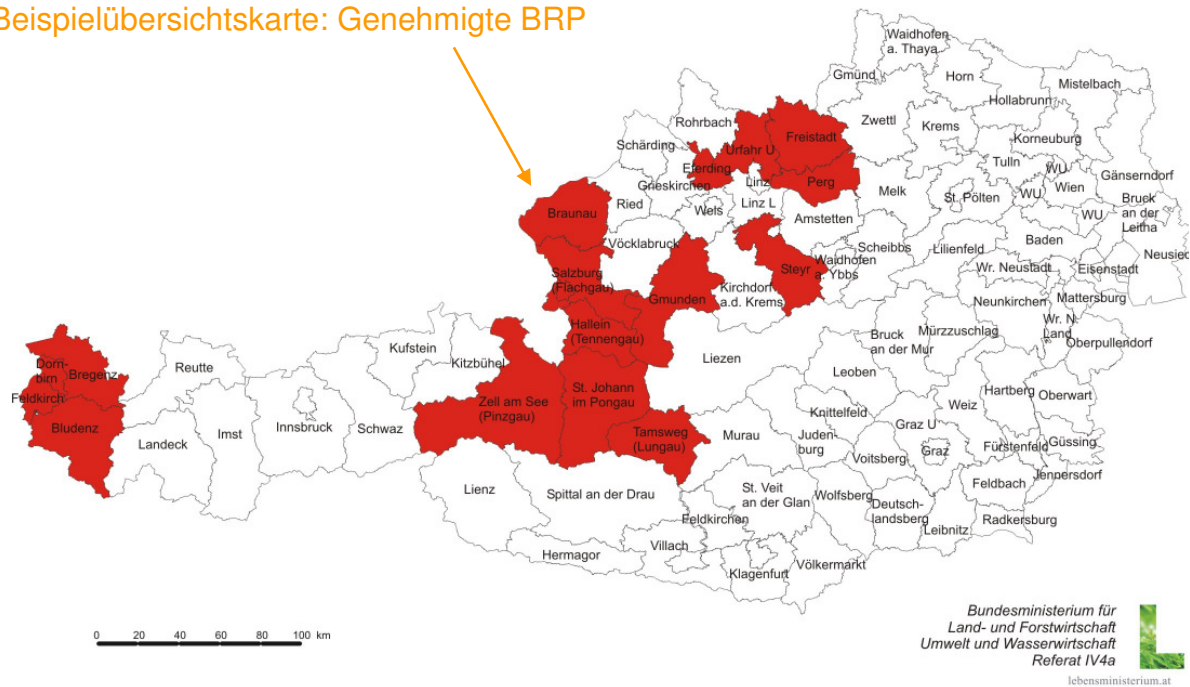 Beispielübersichtskarte: Genehmigte BRP
Waidhofen
a. Thaya
Gmünd
Horn
Mistelbach
Hollabrunn
Rohrbach
Freistadt
Zwettl
Krems
Korneuburg
Schärding
Urfahr U
Eferding
Tulln
WU
Gänserndorf
Grieskirchen
Linz
Perg
Melk
St. Pölten
WU
Wien
Bruck
an der
Leitha
Braunau
Ried
Wels
Linz L
Amstetten
WU
Vöcklabruck
Scheibbs
Lilienfeld
Baden
Neusied
Salzburg
(Flachgau)
Steyr
Waidhofen
a. Ybbs
Wr. Neustadt
Eisenstadt
Gmunden
Kirchdorf
a.d. Krems
Neunkirchen
Mattersburg
Hallein
(Tennengau)
Bruck
an der Mur
Mürzzuschlag
Wr. N.
Land
Oberpullendorf
Kufstein
Kitzbühel
Liezen
Leoben
Dorn-
birn
Bregenz
Reutte
Feldkirch
Zell am See
(Pinzgau)
St. Johann
im Pongau
Hartberg
Oberwart
Weiz
Knittelfeld
Bludenz
Landeck
Imst
Innsbruck
Schwaz
Tamsweg
(Lungau)
Murau
Juden-
burg
Graz U
Voitsberg
Graz
Fürstenfeld
Güssing
Jennersdorf
Feldbach
Lienz
Spittal an der Drau
St. Veit
an der Glan
Wolfsberg
Deutsch-
landsberg
Leibnitz
Radkersburg
Feldkirchen
Hermagor
Villach
Klagenfurt
Völkermarkt
0 20 40 60 80 100 km
Bundesministerium für
Land- und Forstwirtschaft
Umwelt und Wasserwirtschaft
Referat IV4a
lebensministerium.at